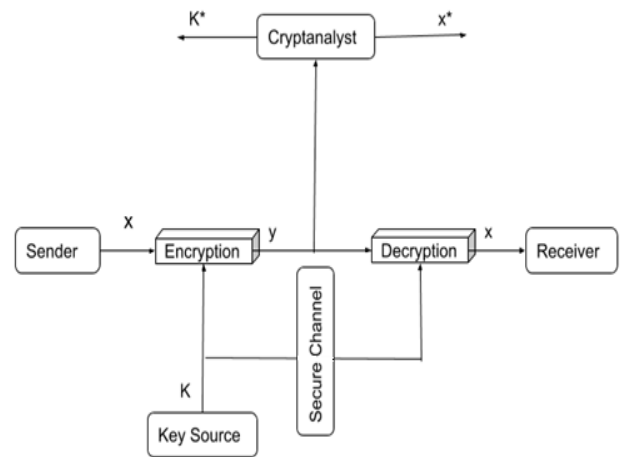 K*
x*
Cryptanalyst
x
y
x
Sender
Encryption
Decryption
Receiver
Secure Channel
K
Key Source